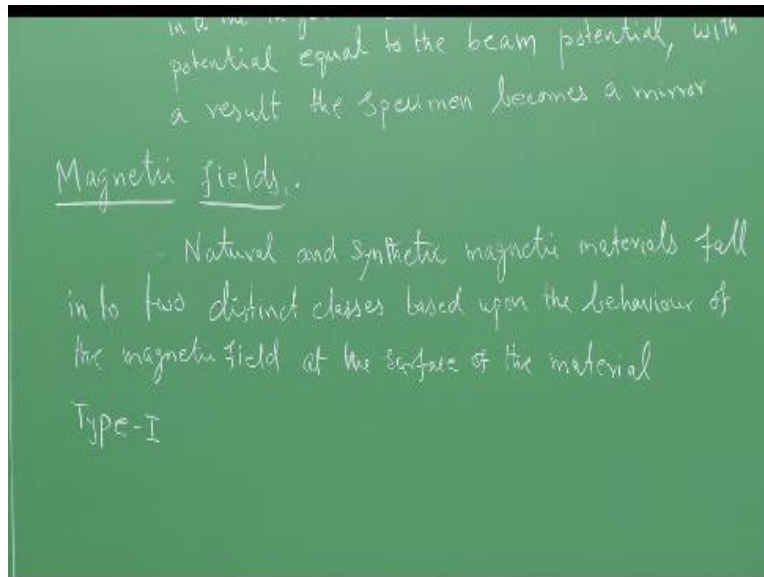 potential equal to the beam potential, with
a result the specimen becomes a mirror
Magnetic fields.
Natural and synthetic magnetic materials fall
in to two distinct classes based upon the behaviour of
the magnetic field at the surface of the material
Type-I